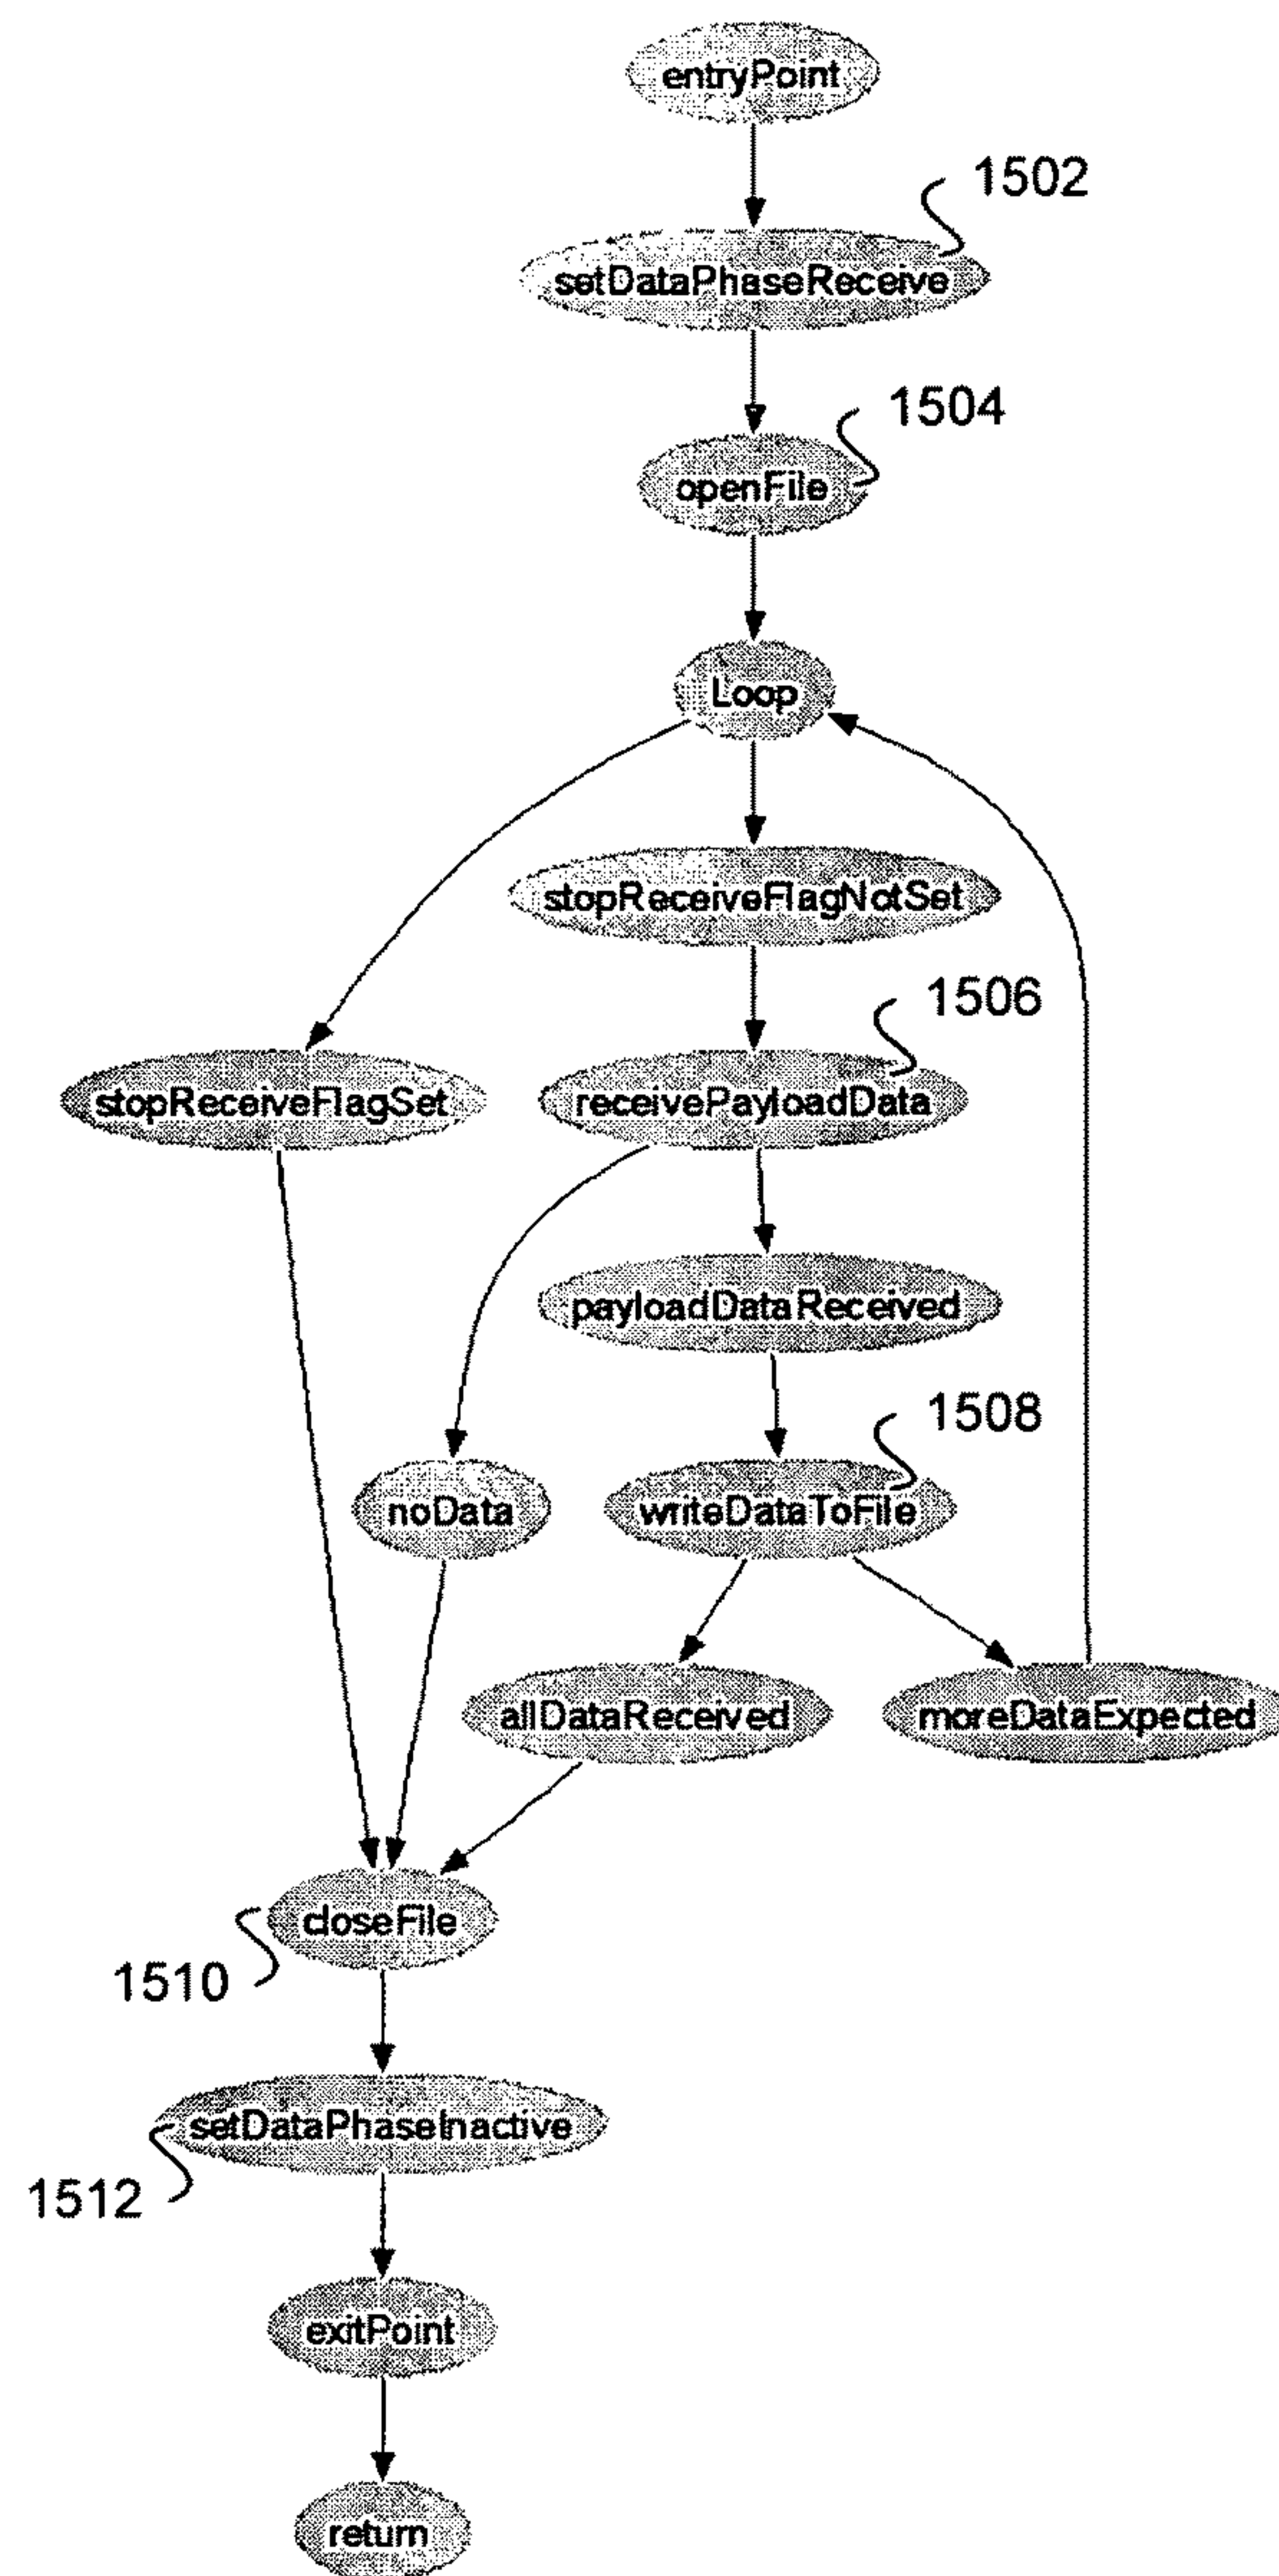 entryPoint
1502
setDataPhaseReceive
1504
openFile
Loop
stopReceiveFlagNotSet
1506
stopReceiveFlagSet
receivePayloadData
payloadDataReceived
1508
noData
writeDataToFile
allDataReceived
moreDataExpected
closeFile
1510
setDataPhaseInactive
1512
exitPoint
return